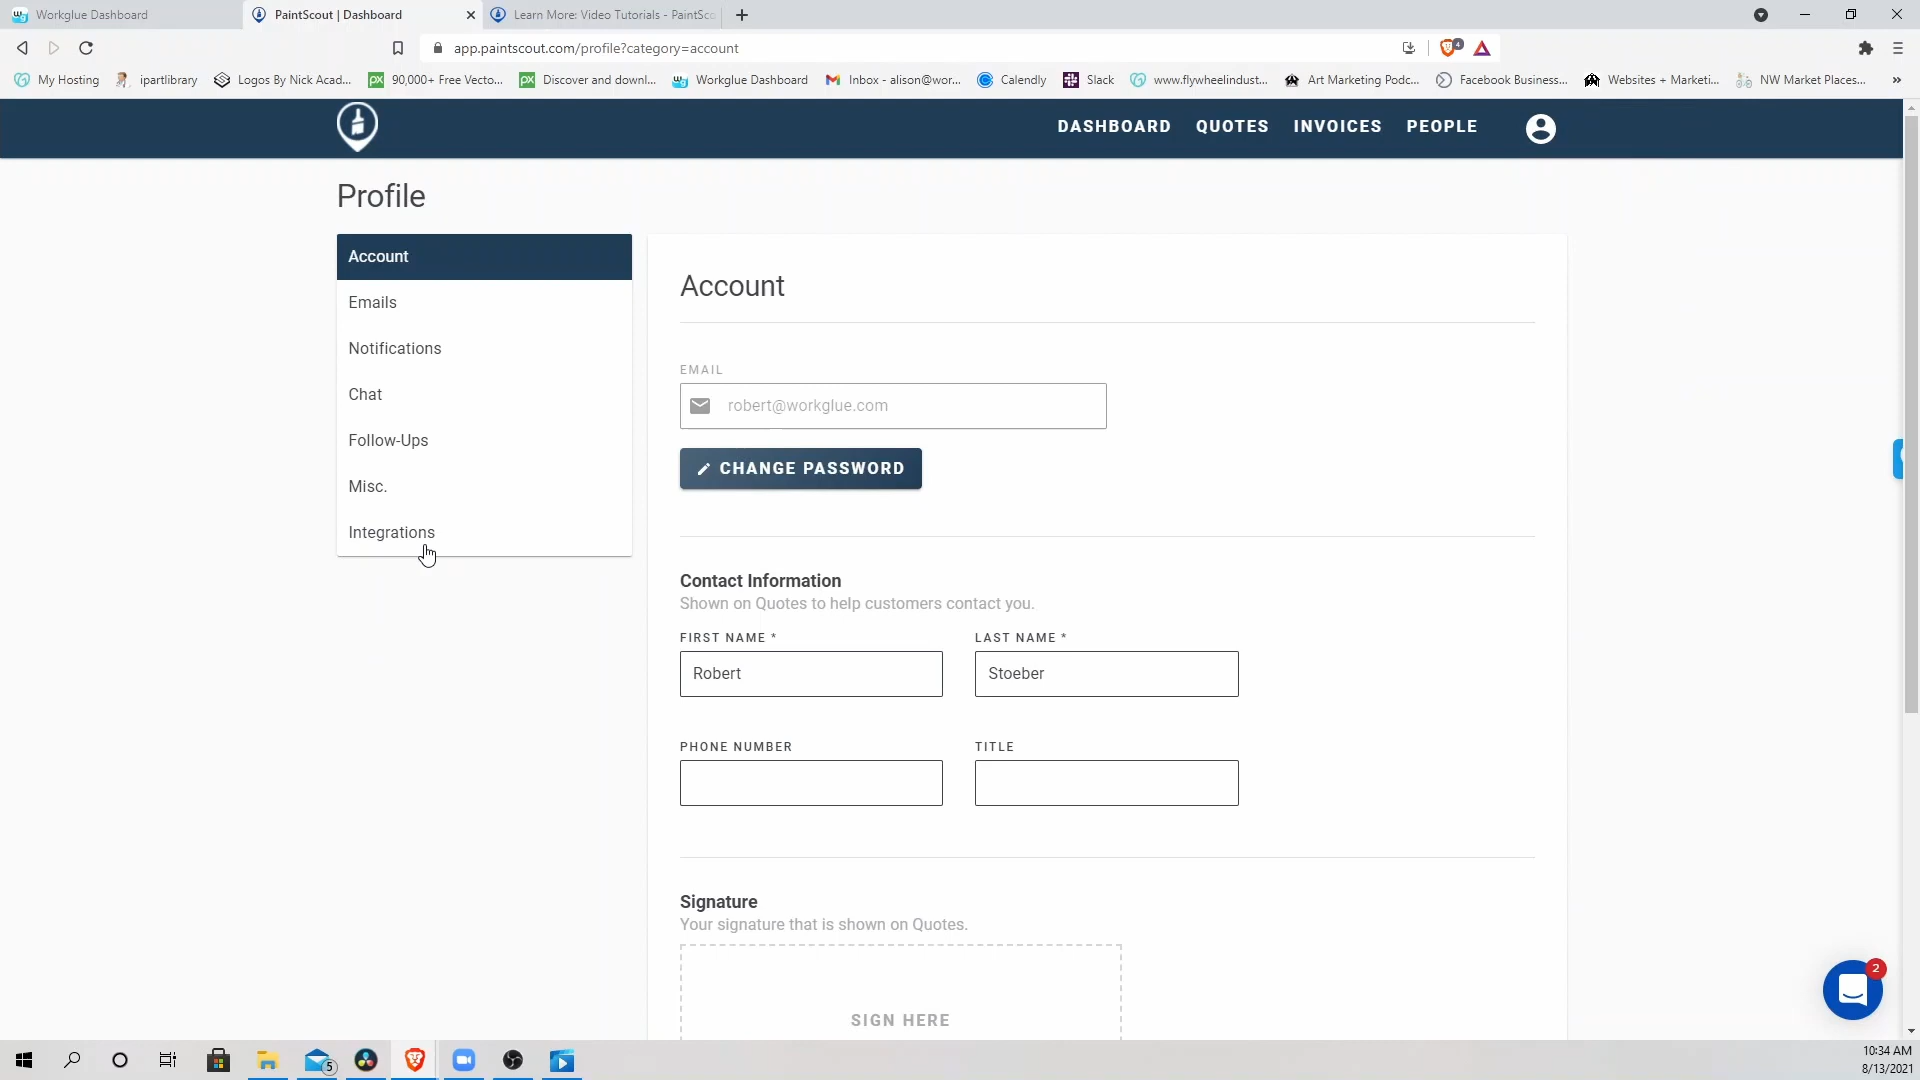 Workglue Dashboard
PaintScout | Dashboard
Learn More: Video Tutorials - PaintSco
app.paintscout.com/profile?category=account
4
My Hosting
ipartlibrary
Logos By Nick Acad...
90,000+ Free Vecto...
Discover and downl...
Workglue Dashboard
Inbox - alison@wor...
Calendly
Slack
www.flywheelindust...
Art Marketing Podc...
Facebook Business...
Websites + Marketi...
NW Market Places...
DASHBOARD
QUOTES
INVOICES
PEOPLE
Profile
Account
Emails
Notifications
Chat
Follow-Ups
Misc.
Integrations
Account
EMAIL
robert@workglue.com
CHANGE PASSWORD
Contact Information
Shown on Quotes to help customers contact you.
FIRST NAME *
LAST NAME *
Robert
Stoeber
PHONE NUMBER
TITLE
Signature
Your signature that is shown on Quotes.
SIGN HERE
2
5
10:34 AM
8/13/2021